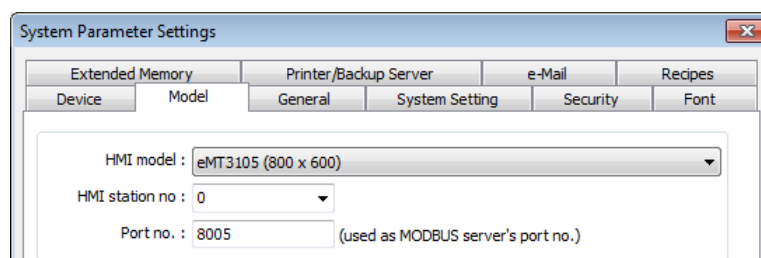 System Parameter Settings
Extended Memory Printer/Backup Server e-Mail Recipes
Device Model General System Setting Security Font
HMI model : eMT3105 (800 x 600)
HMI station no : 0
Port no. : 8005 (used as MODBUS server's port no.)